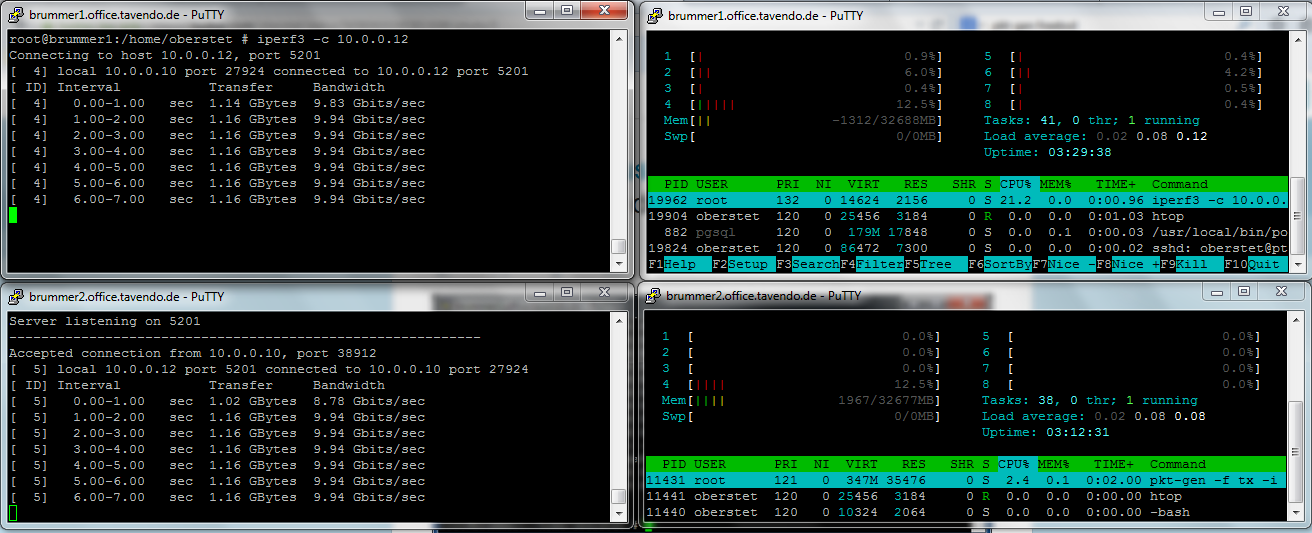 brummer1.office.tavendo.de - PuTTY
root@brummer1:/home/oberstet # iperf3 -c 10.0.0.12
Connecting to host 10.0.0.12, port 5201
[  4] local 10.0.0.10 port 27924 connected to 10.0.0.12 port 5201
[ ID] Interval           Transfer     Bandwidth
[  4]   0.00-1.00   sec  1.14 GBytes  9.83 Gbits/sec
[  4]   1.00-2.00   sec  1.16 GBytes  9.94 Gbits/sec
[  4]   2.00-3.00   sec  1.16 GBytes  9.94 Gbits/sec
[  4]   3.00-4.00   sec  1.16 GBytes  9.94 Gbits/sec
[  4]   4.00-5.00   sec  1.16 GBytes  9.94 Gbits/sec
[  4]   5.00-6.00   sec  1.16 GBytes  9.94 Gbits/sec
[  4]   6.00-7.00   sec  1.16 GBytes  9.94 Gbits/sec
brummer1.office.tavendo.de - PuTTY
1 [| 0.9%] 5 [| 0.4%]
2 [|| 6.0%] 6 [|| 4.2%]
3 [| 0.4%] 7 [| 0.5%]
4 [||||| 12.5%] 8 [| 0.4%]
Mem[|| -1312/32688MB] Tasks: 41, 0 thr; 1 running
Swp[ 0/0MB] Load average: 0.02 0.08 0.12
Uptime: 03:29:38
PID USER PRI NI VIRT RES SHR S CPU% MEM% TIME+ Command
19962 root 132 0 14624 2156 0 S 21.2 0.0 0:00.96 iperf3 -c 10.0.0.
19904 oberstet 120 0 25456 3184 0 R 0.0 0.0 0:01.03 htop
882 pgsql 120 0 179M 17848 0 S 0.0 0.1 0:00.03 /usr/local/bin/po
19824 oberstet 120 0 86472 7300 0 S 0.0 0.0 0:00.02 sshd: oberstet@pt
F1Help F2Setup F3SearchF4FilterF5Tree F6SortByF7Nice -F8Nice +F9Kill F10Quit
brummer2.office.tavendo.de - PuTTY
Server listening on 5201
-----------------------------------------------------------
Accepted connection from 10.0.0.10, port 38912
[  5] local 10.0.0.12 port 5201 connected to 10.0.0.10 port 27924
[ ID] Interval           Transfer     Bandwidth
[  5]   0.00-1.00   sec  1.02 GBytes  8.78 Gbits/sec
[  5]   1.00-2.00   sec  1.16 GBytes  9.94 Gbits/sec
[  5]   2.00-3.00   sec  1.16 GBytes  9.94 Gbits/sec
[  5]   3.00-4.00   sec  1.16 GBytes  9.94 Gbits/sec
[  5]   4.00-5.00   sec  1.16 GBytes  9.94 Gbits/sec
[  5]   5.00-6.00   sec  1.16 GBytes  9.94 Gbits/sec
[  5]   6.00-7.00   sec  1.16 GBytes  9.94 Gbits/sec
brummer2.office.tavendo.de - PuTTY
1 [ 0.0%] 5 [ 0.0%]
2 [ 0.0%] 6 [ 0.0%]
3 [ 0.0%] 7 [ 0.0%]
4 [|||| 12.5%] 8 [ 0.0%]
Mem[|||| 1967/32677MB] Tasks: 38, 0 thr; 1 running
Swp[ 0/0MB] Load average: 0.02 0.08 0.08
Uptime: 03:12:31
PID USER PRI NI VIRT RES SHR S CPU% MEM% TIME+ Command
11431 root 121 0 347M 35476 0 S 2.4 0.1 0:02.00 pkt-gen -f tx -i
11441 oberstet 120 0 25456 3184 0 R 0.0 0.0 0:00.00 htop
11440 oberstet 120 0 10324 2064 0 S 0.0 0.0 0:00.00 -bash